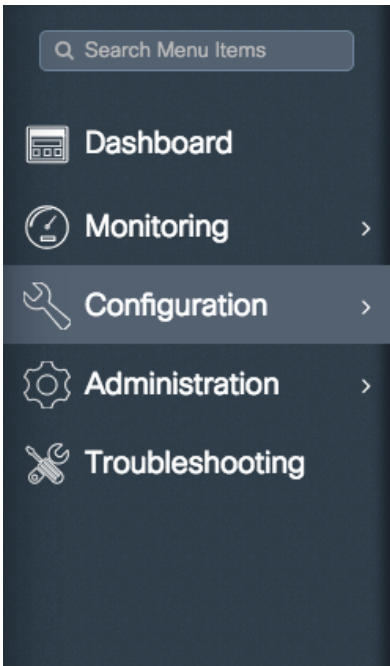 Search Menu Items
Dashboard
Monitoring
Configuration
Administration
Troubleshooting